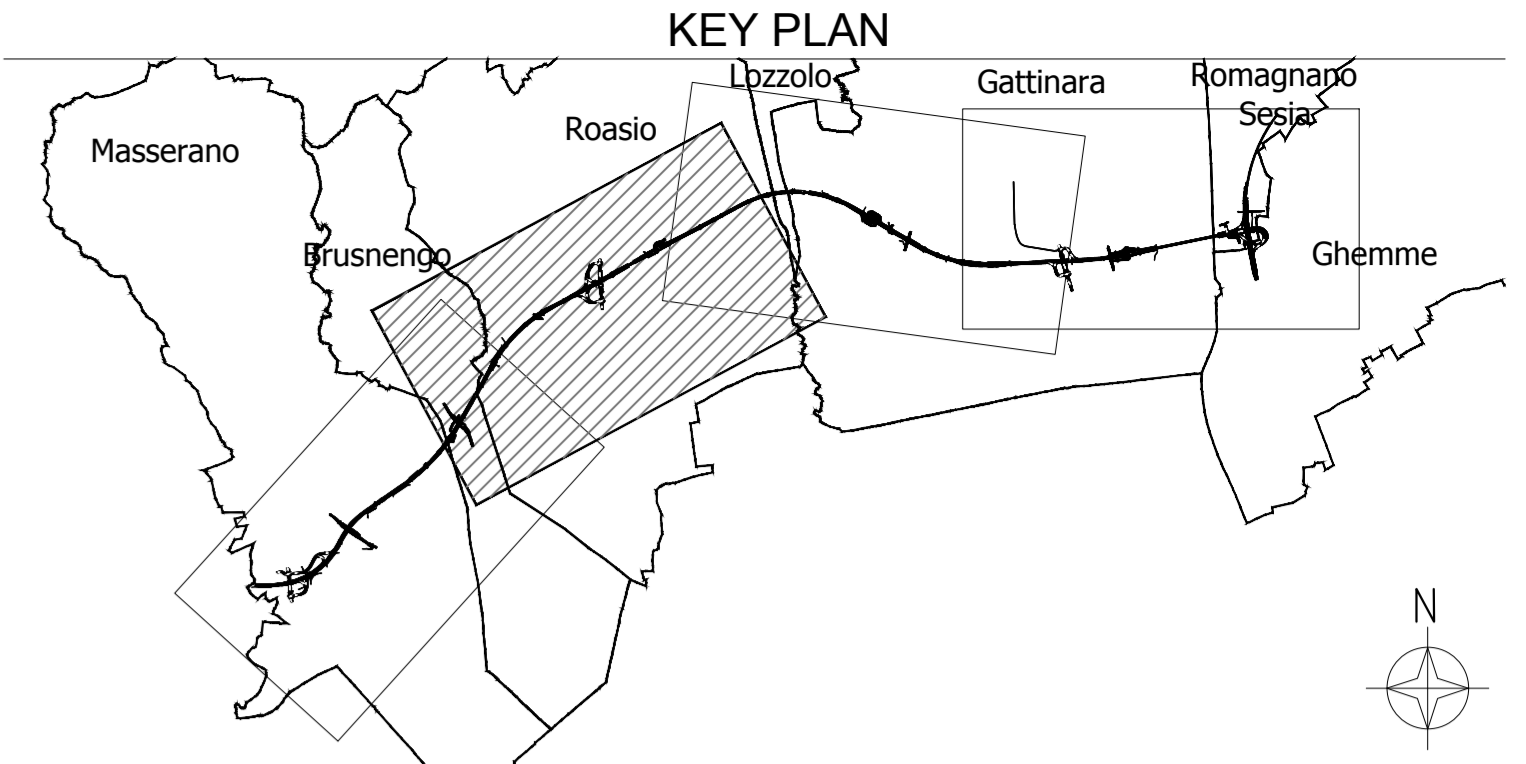 KEY PLAN
Lozzolo
Gattinara
Romagnano
Sesia
Roasio
Masserano
Brusnengo
Ghemme
N